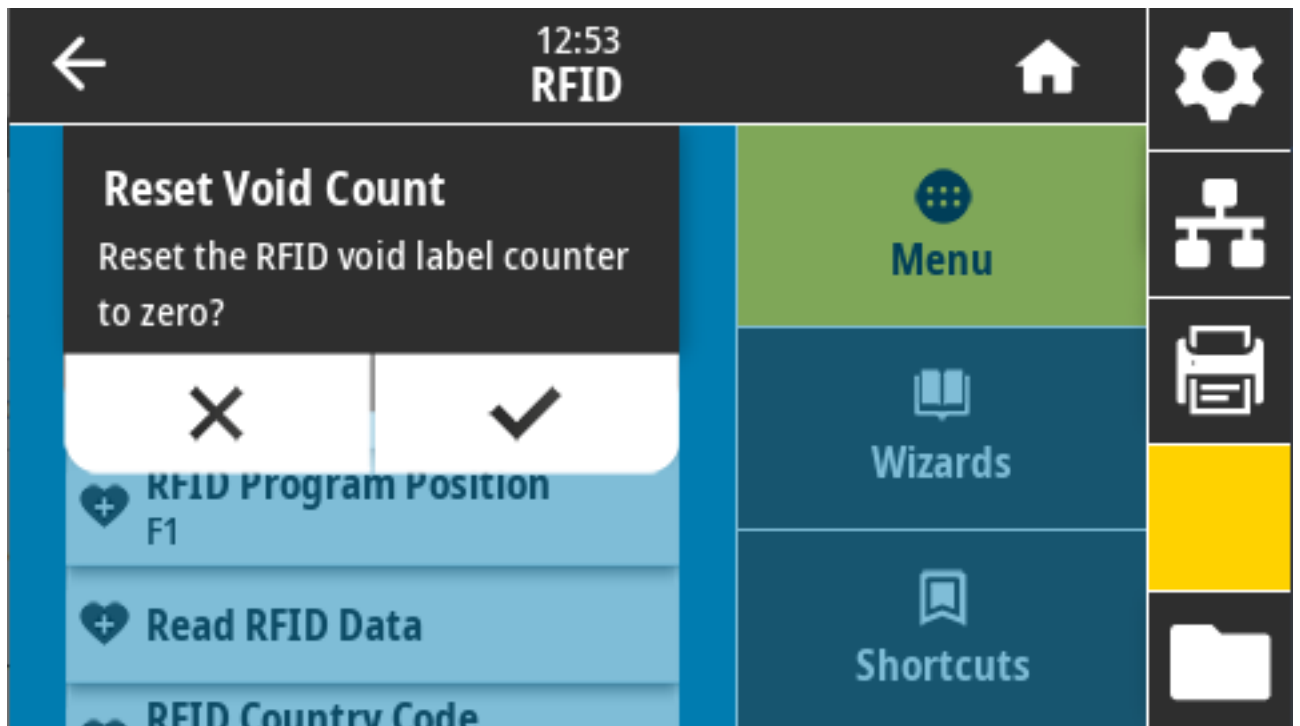 12:53
RFID
Reset Void Count
Reset the RFID void label counter
to zero?
RFID Program Position
F1
Read RFID Data
RFID Country Code
Menu
Wizards
Shortcuts